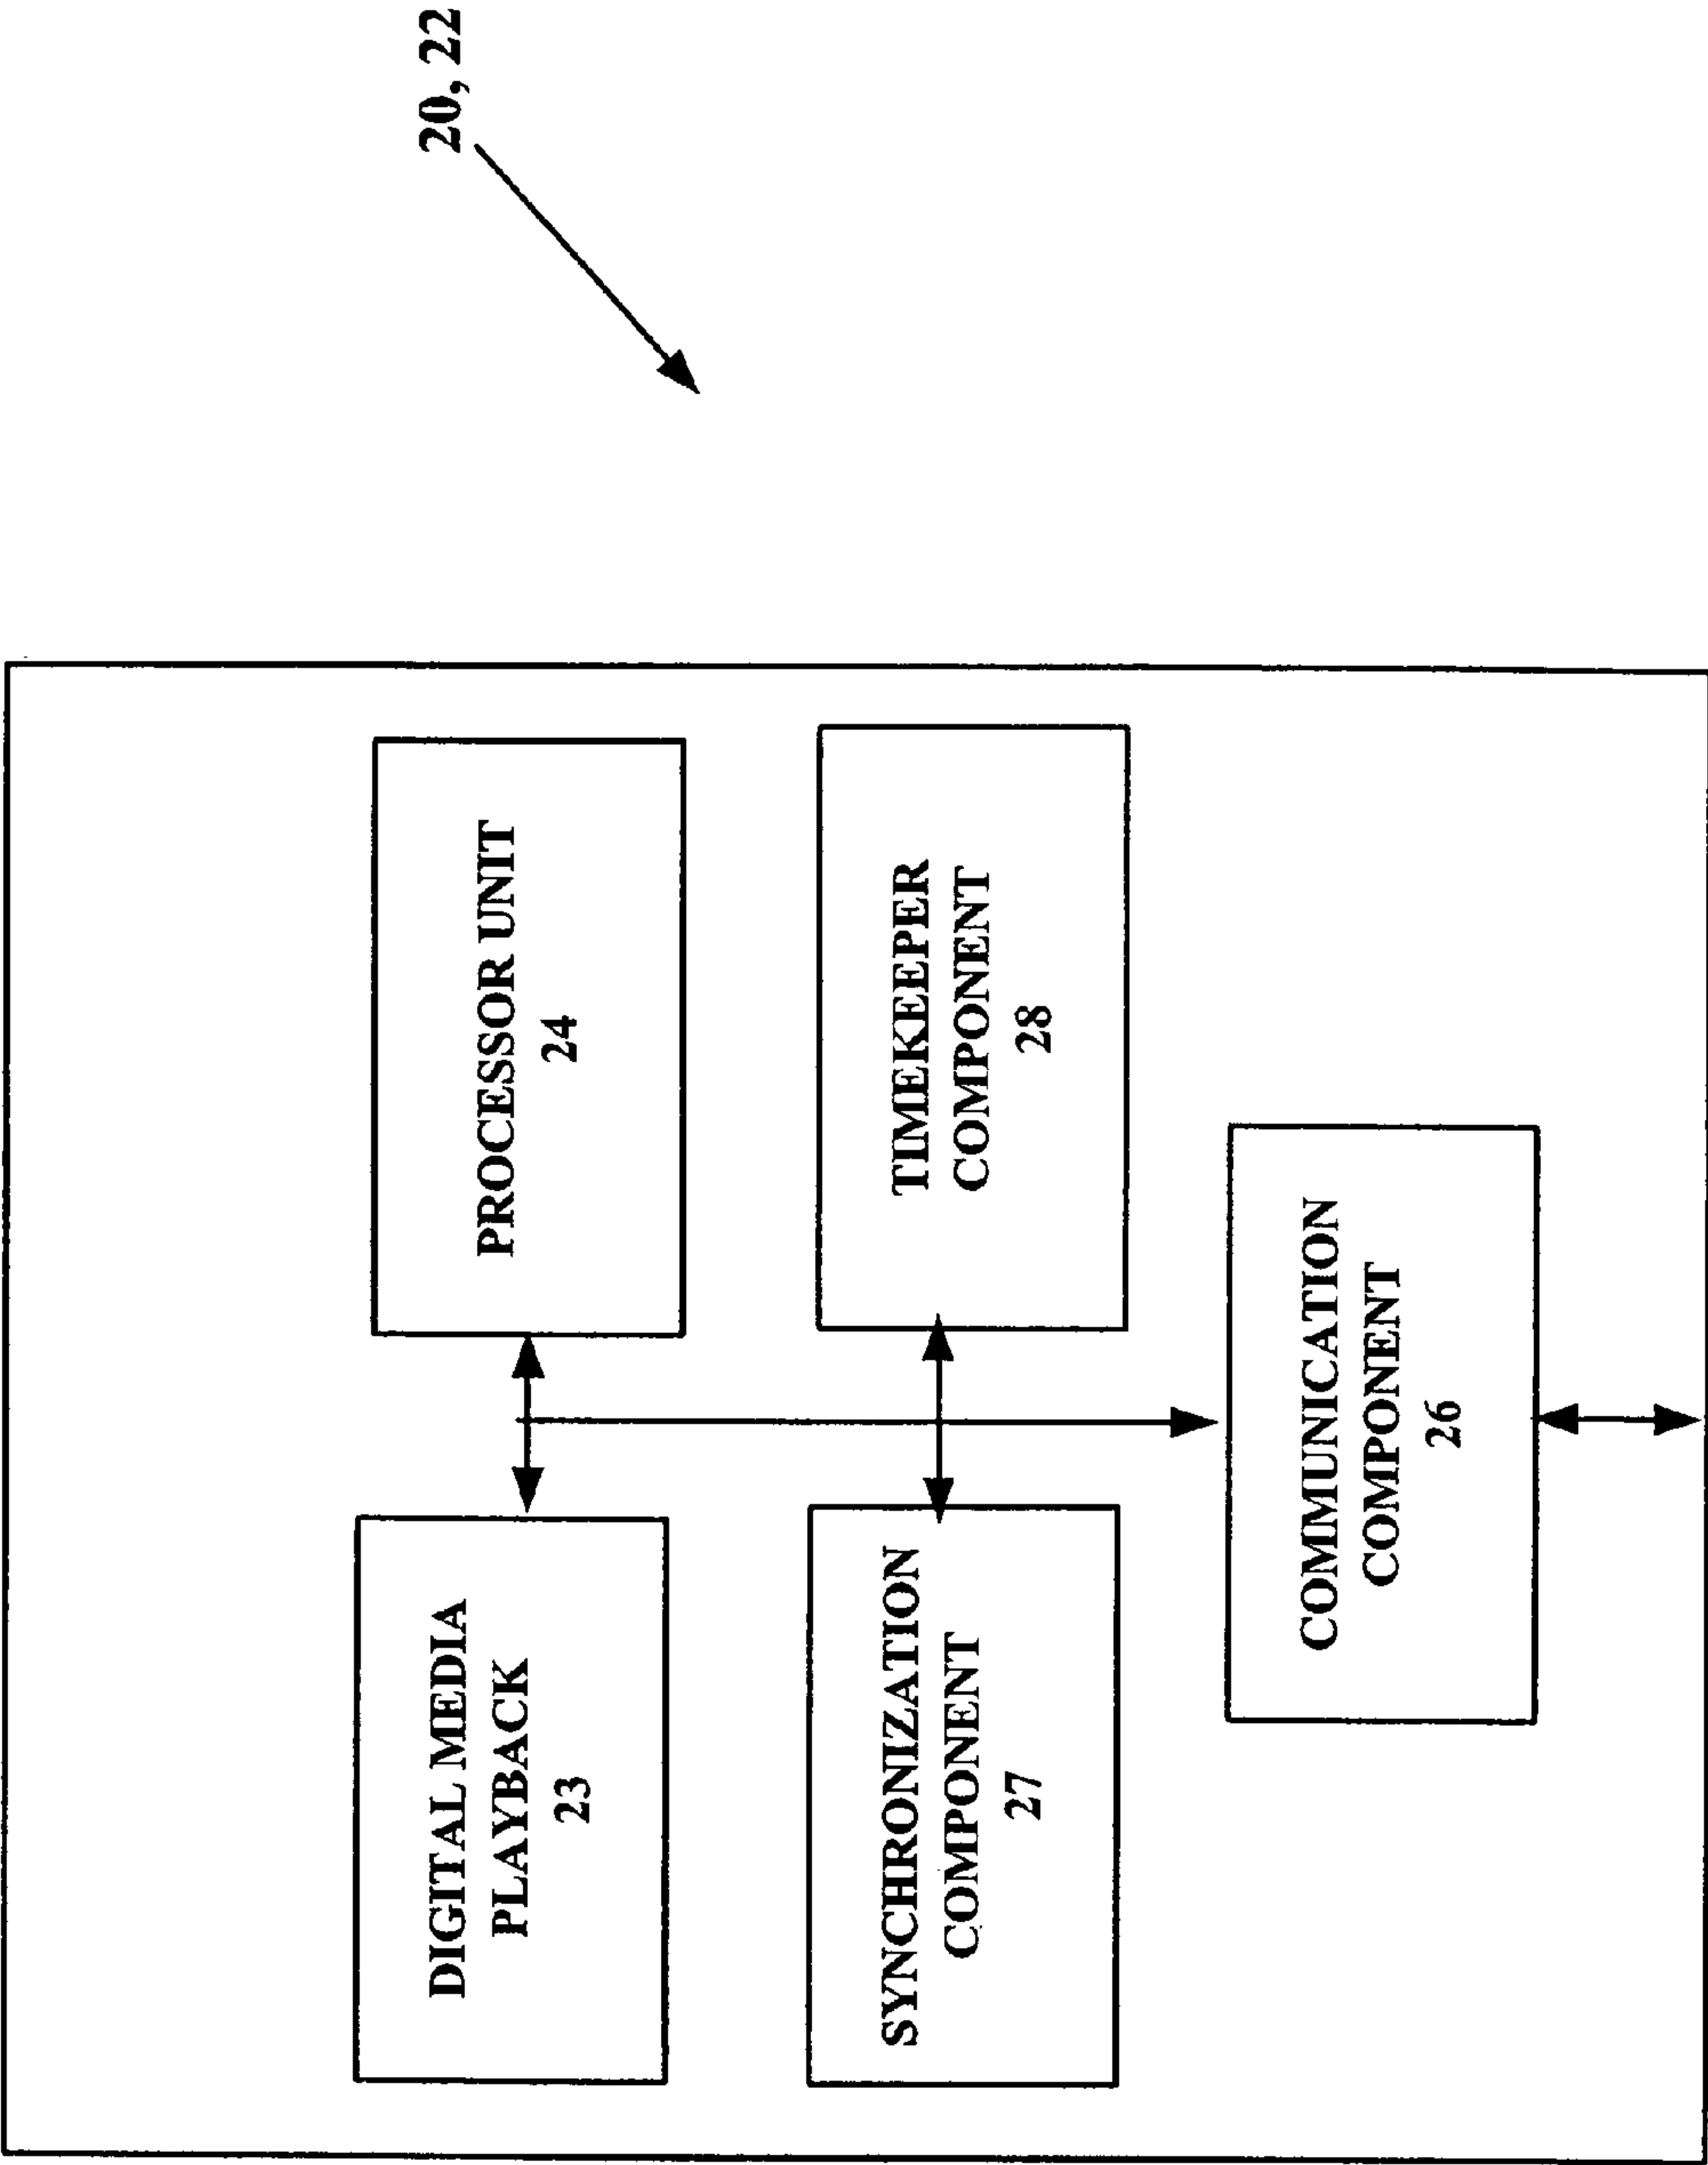 20, 22
DIGITAL MEDIA
PLAYBACK
23
PROCESSOR UNIT
24
SYNCHRONIZATION
COMPONENT
27
TIMEKEEPER
COMPONENT
28
COMMUNICATION
COMPONENT
26